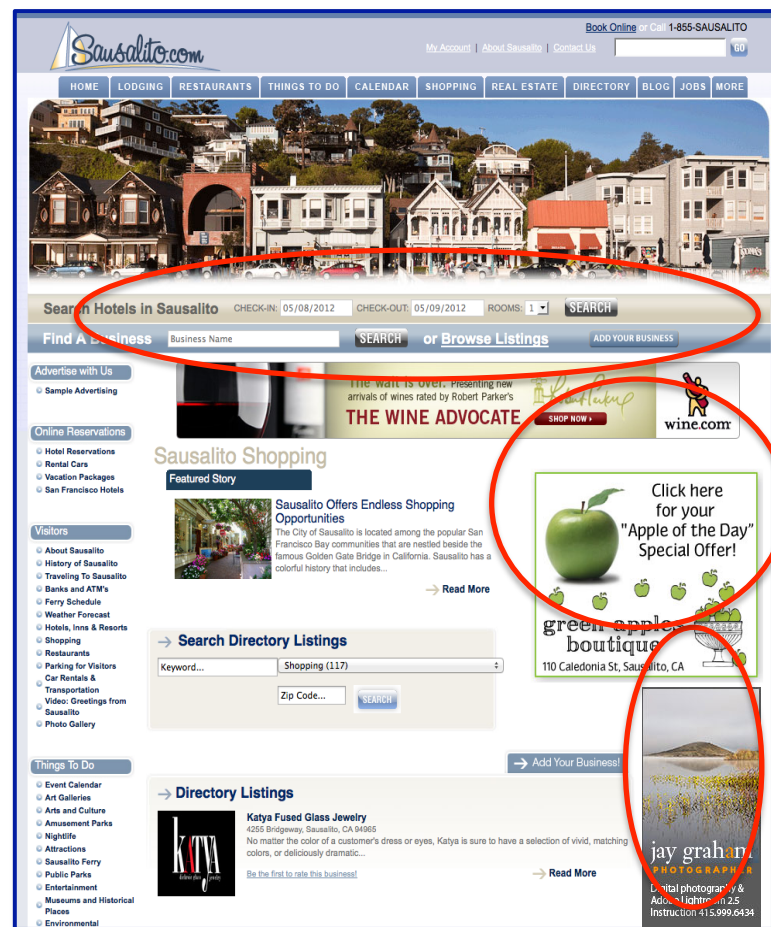 Book Online or Call 1-855-SAUSALITO
Sausalito.com
My Account | About Sausalito | Contact Us
GO
HOME LODGING RESTAURANTS THINGS TO DO CALENDAR SHOPPING REAL ESTATE DIRECTORY BLOG JOBS MORE
Search Hotels in Sausalito CHECK-IN: 05/08/2012 CHECK-OUT: 05/09/2012 ROOMS: 1 SEARCH
Find A Business Business Name SEARCH or Browse Listings ADD YOUR BUSINESS
Advertise with Us
Sample Advertising
Online Reservations
Hotel Reservations
Rental Cars
Vacation Packages
San Francisco Hotels
Visitors
About Sausalito
History of Sausalito
Traveling To Sausalito
Banks and ATM's
Ferry Schedule
Weather Forecast
Hotels, Inns & Resorts
Shopping
Restaurants
Parking for Visitors
Car Rentals &
Transportation
Video: Greetings from
Sausalito
Photo Gallery
Things To Do
Event Calendar
Art Galleries
Arts and Culture
Amusement Parks
Nightlife
Attractions
Sausalito Ferry
Public Parks
Entertainment
Museums and Historical
Places
Environmental
The wait is over. Presenting new
arrivals of wines rated by Robert Parker's
THE WINE ADVOCATE
SHOP NOW
wine.com
Sausalito Shopping
Featured Story
Sausalito Offers Endless Shopping
Opportunities
The City of Sausalito is located among the popular San
Francisco Bay communities that are nestled beside the
famous Golden Gate Bridge in California. Sausalito has a
colorful history that includes...
Read More
Click here
for your
"Apple of the Day"
Special Offer!
green apples
boutique
110 Caledonia St, Sausalito, CA
Search Directory Listings
Keyword... Shopping (117)
Zip Code... SEARCH
Add Your Business!
Directory Listings
KATYA
Katya Fused Glass Jewelry
4255 Bridgeway, Sausalito, CA 94965
No matter the color of a customer's dress or eyes, Katya is sure to have a selection of vivid, matching
colors, or deliciously dramatic...
Be the first to rate this business!
Read More
jay graham
PHOTOGRAPHER
Digital photography &
Adobe Lightroom 2.5
Instruction 415.999.6434